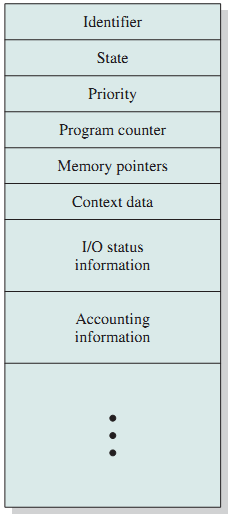 Identifier
State
Priority
Program counter
Memory pointers
Context data
I/O status
information
Accounting
information